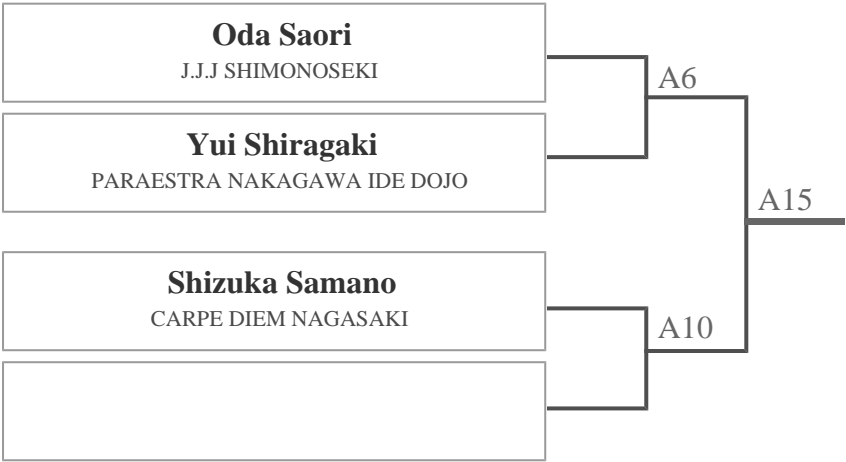 Oda Saori
J.J.J SHIMONOSEKI
A6
Yui Shiragaki
PARAESTRA NAKAGAWA IDE DOJO
A15
Shizuka Samano
CARPE DIEM NAGASAKI
A10